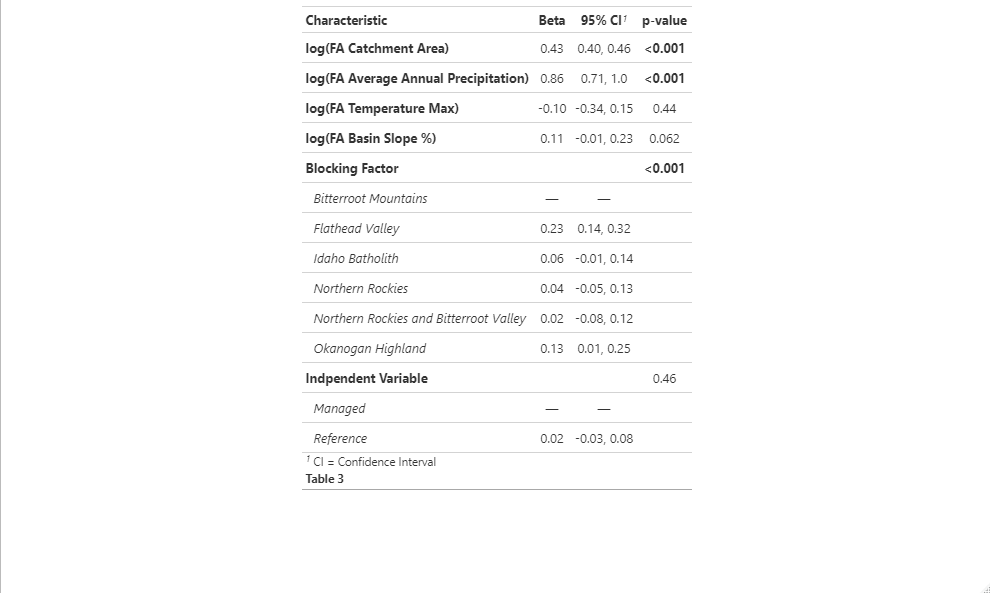 Characteristic Beta 95% CI¹ p-value
log(FA Catchment Area) 0.43 0.40, 0.46 <0.001
log(FA Average Annual Precipitation) 0.86 0.71, 1.0 <0.001
log(FA Temperature Max) -0.10 -0.34, 0.15 0.44
log(FA Basin Slope %) 0.11 -0.01, 0.23 0.062
Blocking Factor <0.001
Bitterroot Mountains — —
Flathead Valley 0.23 0.14, 0.32
Idaho Batholith 0.06 -0.01, 0.14
Northern Rockies 0.04 -0.05, 0.13
Northern Rockies and Bitterroot Valley 0.02 -0.08, 0.12
Okanogan Highland 0.13 0.01, 0.25
Indpendent Variable 0.46
Managed — —
Reference 0.02 -0.03, 0.08
¹ CI = Confidence Interval
Table 3